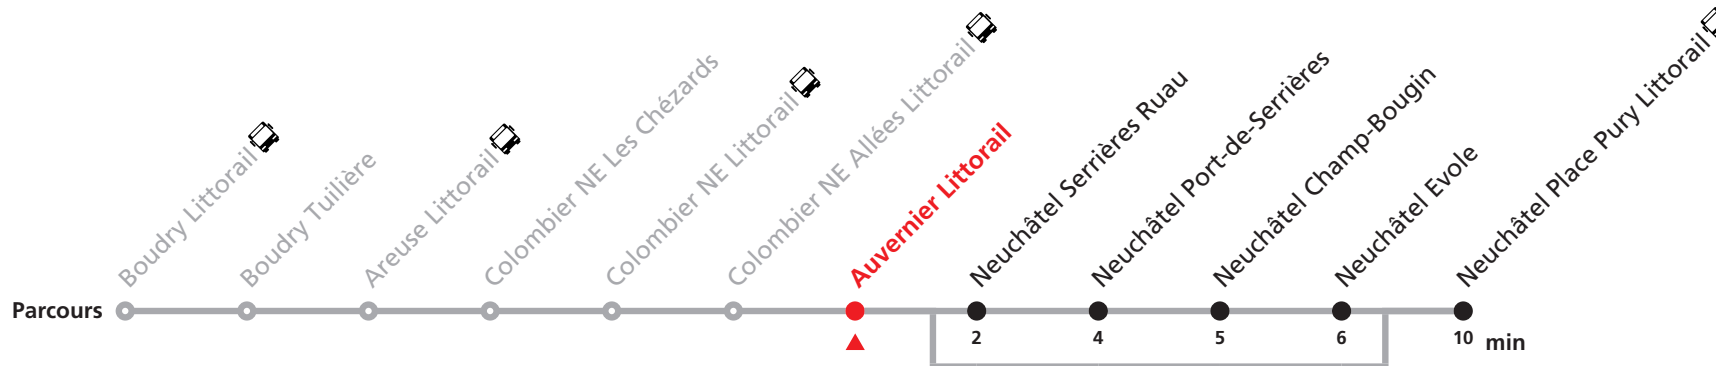 Boudry Littorail
Boudry Tuilière
Areuse Littorail
Colombier NE Les Chézards
Colombier NE Littorail
Colombier NE Allées Littorail
Auvernier Littorail
Neuchâtel Serrières Ruau
Neuchâtel Port-de-Serrières
Neuchâtel Champ-Bougin
Neuchâtel Evole
Neuchâtel Place Pury Littorail
Parcours
2 4 5 6 10 min